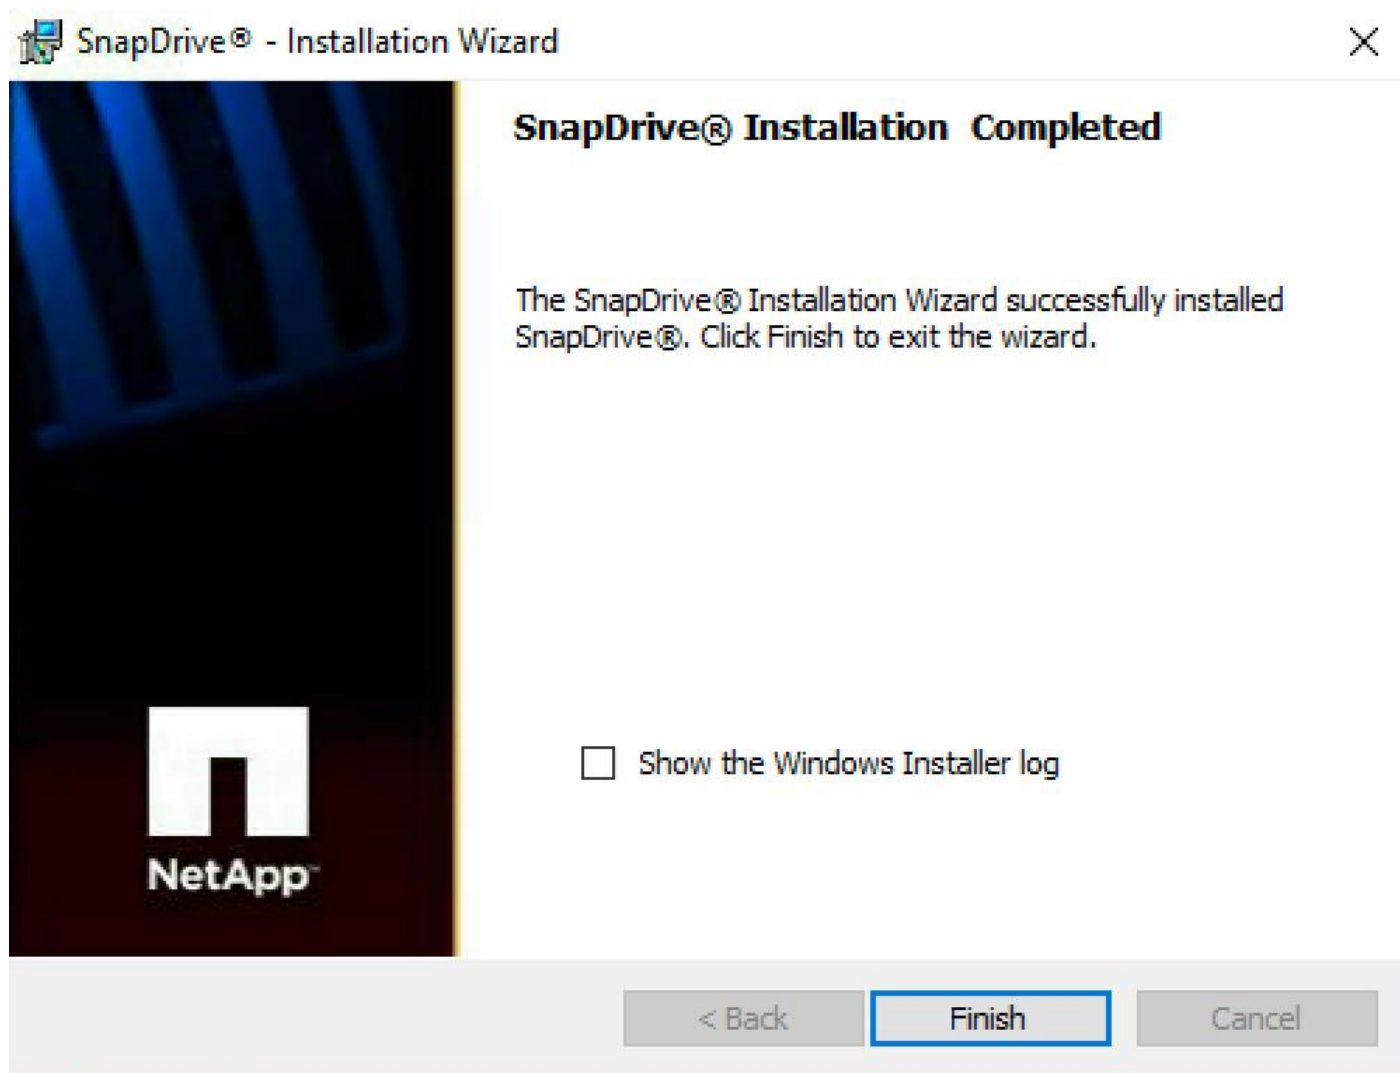 SnapDrive® - Installation Wizard
SnapDrive® Installation Completed
The SnapDrive® Installation Wizard successfully installed
SnapDrive®. Click Finish to exit the wizard.
Show the Windows Installer log
NetApp™
< Back
Finish
Cancel